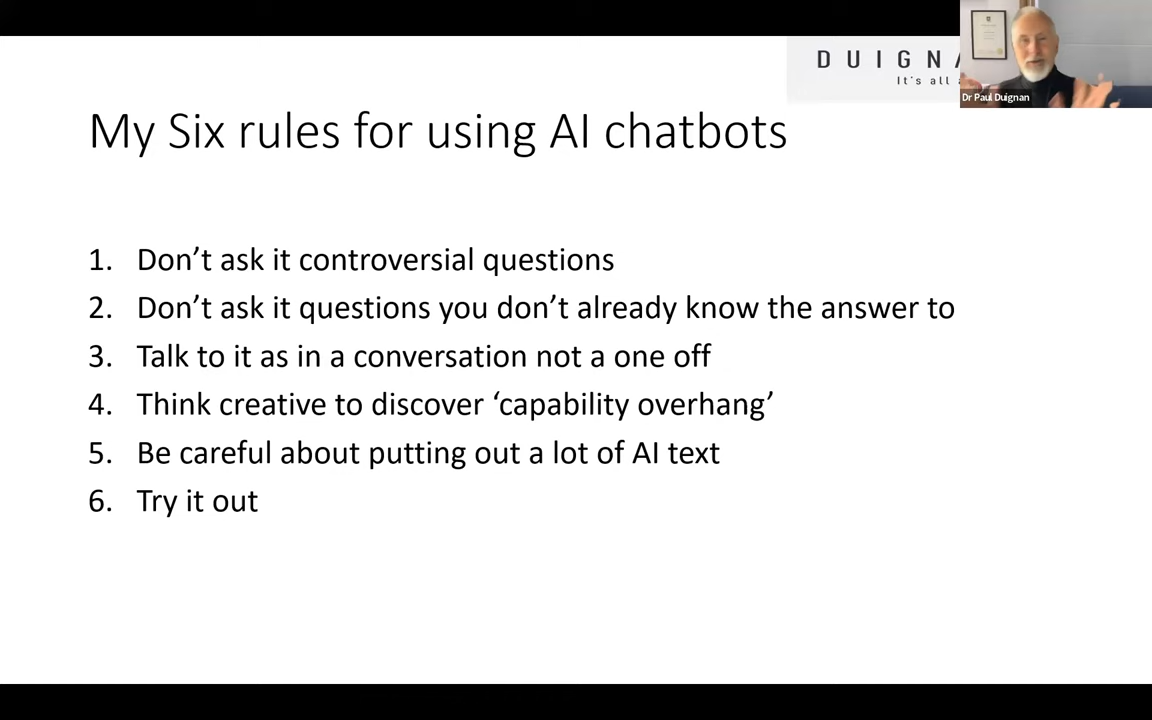 DUIGNA
It's all
Dr Paul Duignan
My Six rules for using AI chatbots
1. Don’t ask it controversial questions
2. Don’t ask it questions you don’t already know the answer to
3. Talk to it as in a conversation not a one off
4. Think creative to discover ‘capability overhang’
5. Be careful about putting out a lot of AI text
6. Try it out